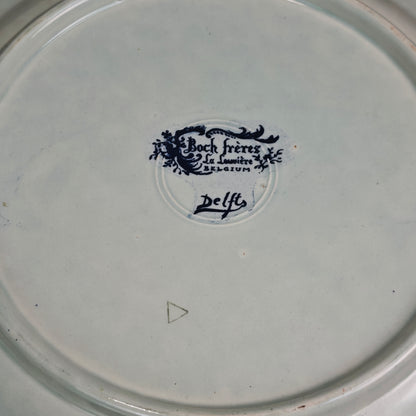 Boch frères
La Louvière
BELGIUM
Delft